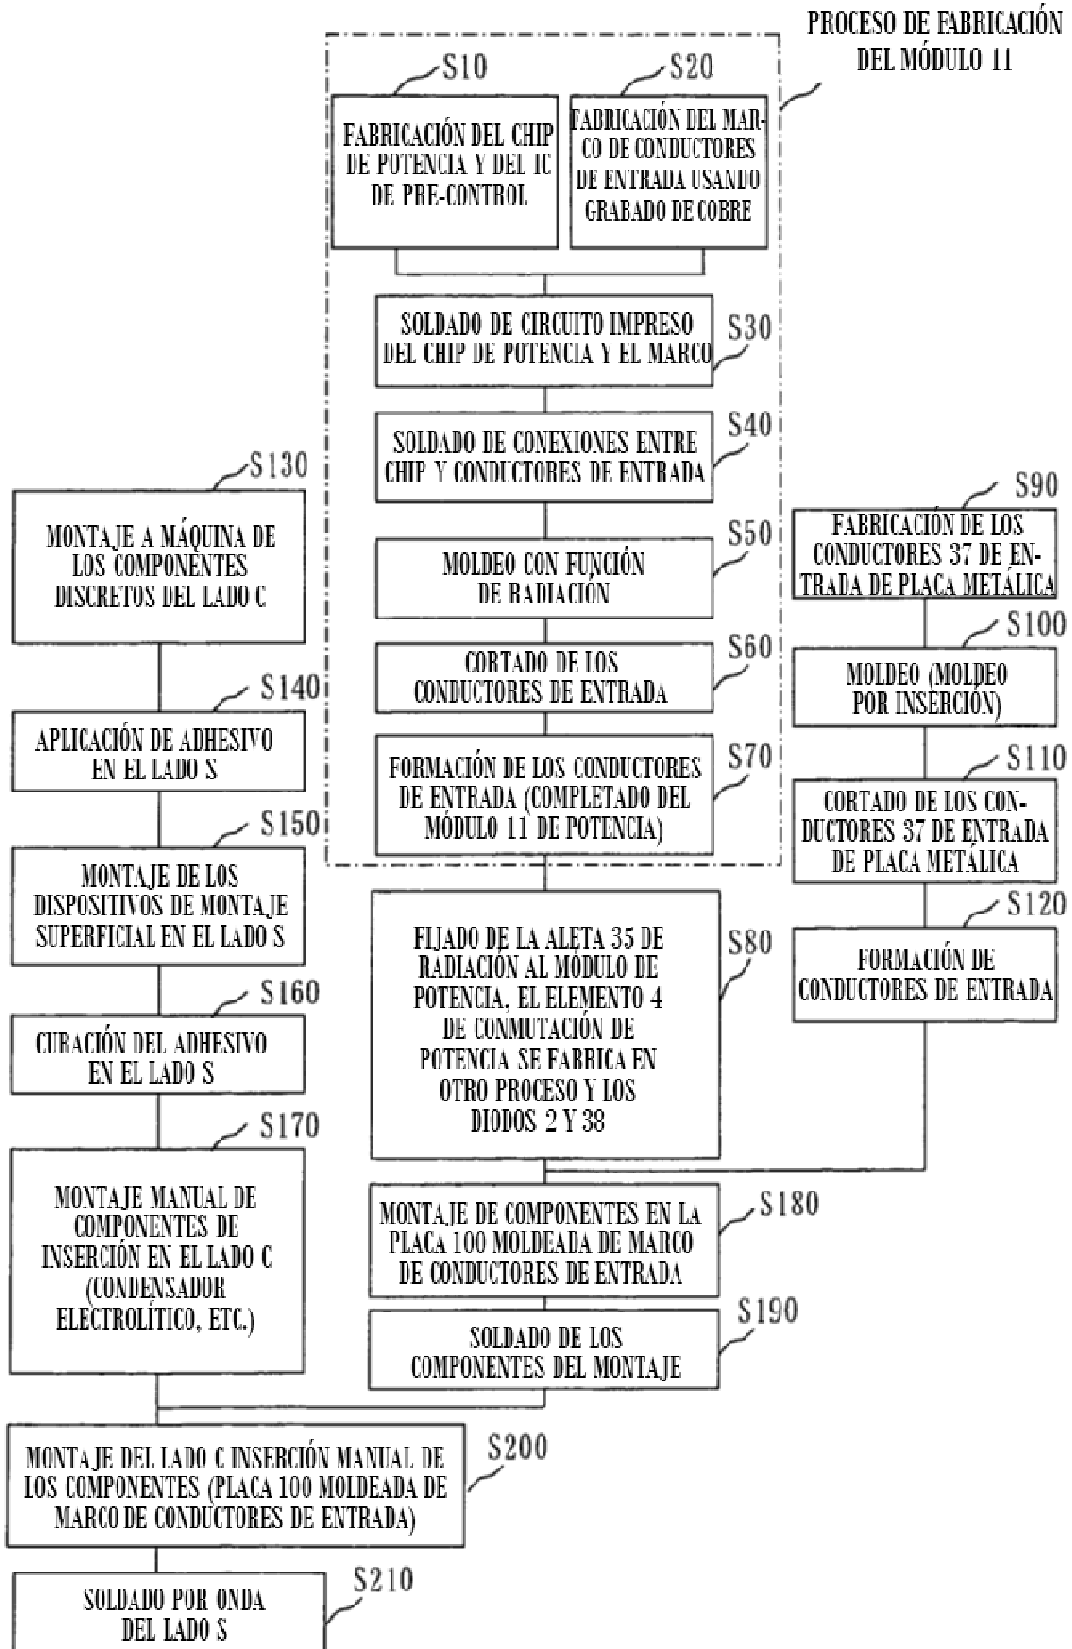 PROCESO DE FABRICACIÓN
DEL MÓDULO 11
S10
FABRICACIÓN DEL CHIP
DE POTENCIA Y DEL IC
DE PRE-CONTROL
S20
FABRICACIÓN DEL MAR-
CO DE CONDUCTORES
DE ENTRADA USANDO
GRABADO DE COBRE
S30
SOLDADO DE CIRCUITO IMPRESO
DEL CHIP DE POTENCIA Y EL MARCO
S40
SOLDADO DE CONEXIONES ENTRE
CHIP Y CONDUCTORES DE ENTRADA
S50
MOLDEO CON FUNCIÓN
DE RADIACIÓN
S60
CORTADO DE LOS
CONDUCTORES DE ENTRADA
S70
FORMACIÓN DE LOS CONDUCTORES
DE ENTRADA (COMPLETADO DEL
MÓDULO 11 DE POTENCIA)
S80
FIJADO DE LA ALETA 35 DE
RADIACIÓN AL MÓDULO DE
POTENCIA, EL ELEMENTO 4
DE CONMUTACIÓN DE
POTENCIA SE FABRICA EN
OTRO PROCESO Y LOS
DIODOS 2 Y 38
S90
FABRICACIÓN DE LOS
CONDUCTORES 37 DE EN-
TRADA DE PLACA METÁLICA
S100
MOLDEO (MOLDEO
POR INSERCIÓN)
S110
CORTADO DE LOS CON-
DUCTORES 37 DE ENTRADA
DE PLACA METÁLICA
S120
FORMACIÓN DE
CONDUCTORES DE ENTRADA
S130
MONTAJE A MÁQUINA DE
LOS COMPONENTES
DISCRETOS DEL LADO C
S140
APLICACIÓN DE ADHESIVO
EN EL LADO S
S150
MONTAJE DE LOS
DISPOSITIVOS DE MONTAJE
SUPERFICIAL EN EL LADO S
S160
CURACIÓN DEL ADHESIVO
EN EL LADO S
S170
MONTAJE MANUAL DE
COMPONENTES DE
INSERCIÓN EN EL LADO C
(CONDENSADOR
ELECTROLÍTICO, ETC.)
S180
MONTAJE DE COMPONENTES EN LA
PLACA 100 MOLDEADA DE MARCO
DE CONDUCTORES DE ENTRADA
S190
SOLDADO DE LOS
COMPONENTES DEL MONTAJE
S200
MONTAJE DEL LADO C INSERCIÓN MANUAL DE
LOS COMPONENTES (PLACA 100 MOLDEADA DE
MARCO DE CONDUCTORES DE ENTRADA)
S210
SOLDADO POR ONDA
DEL LADO S